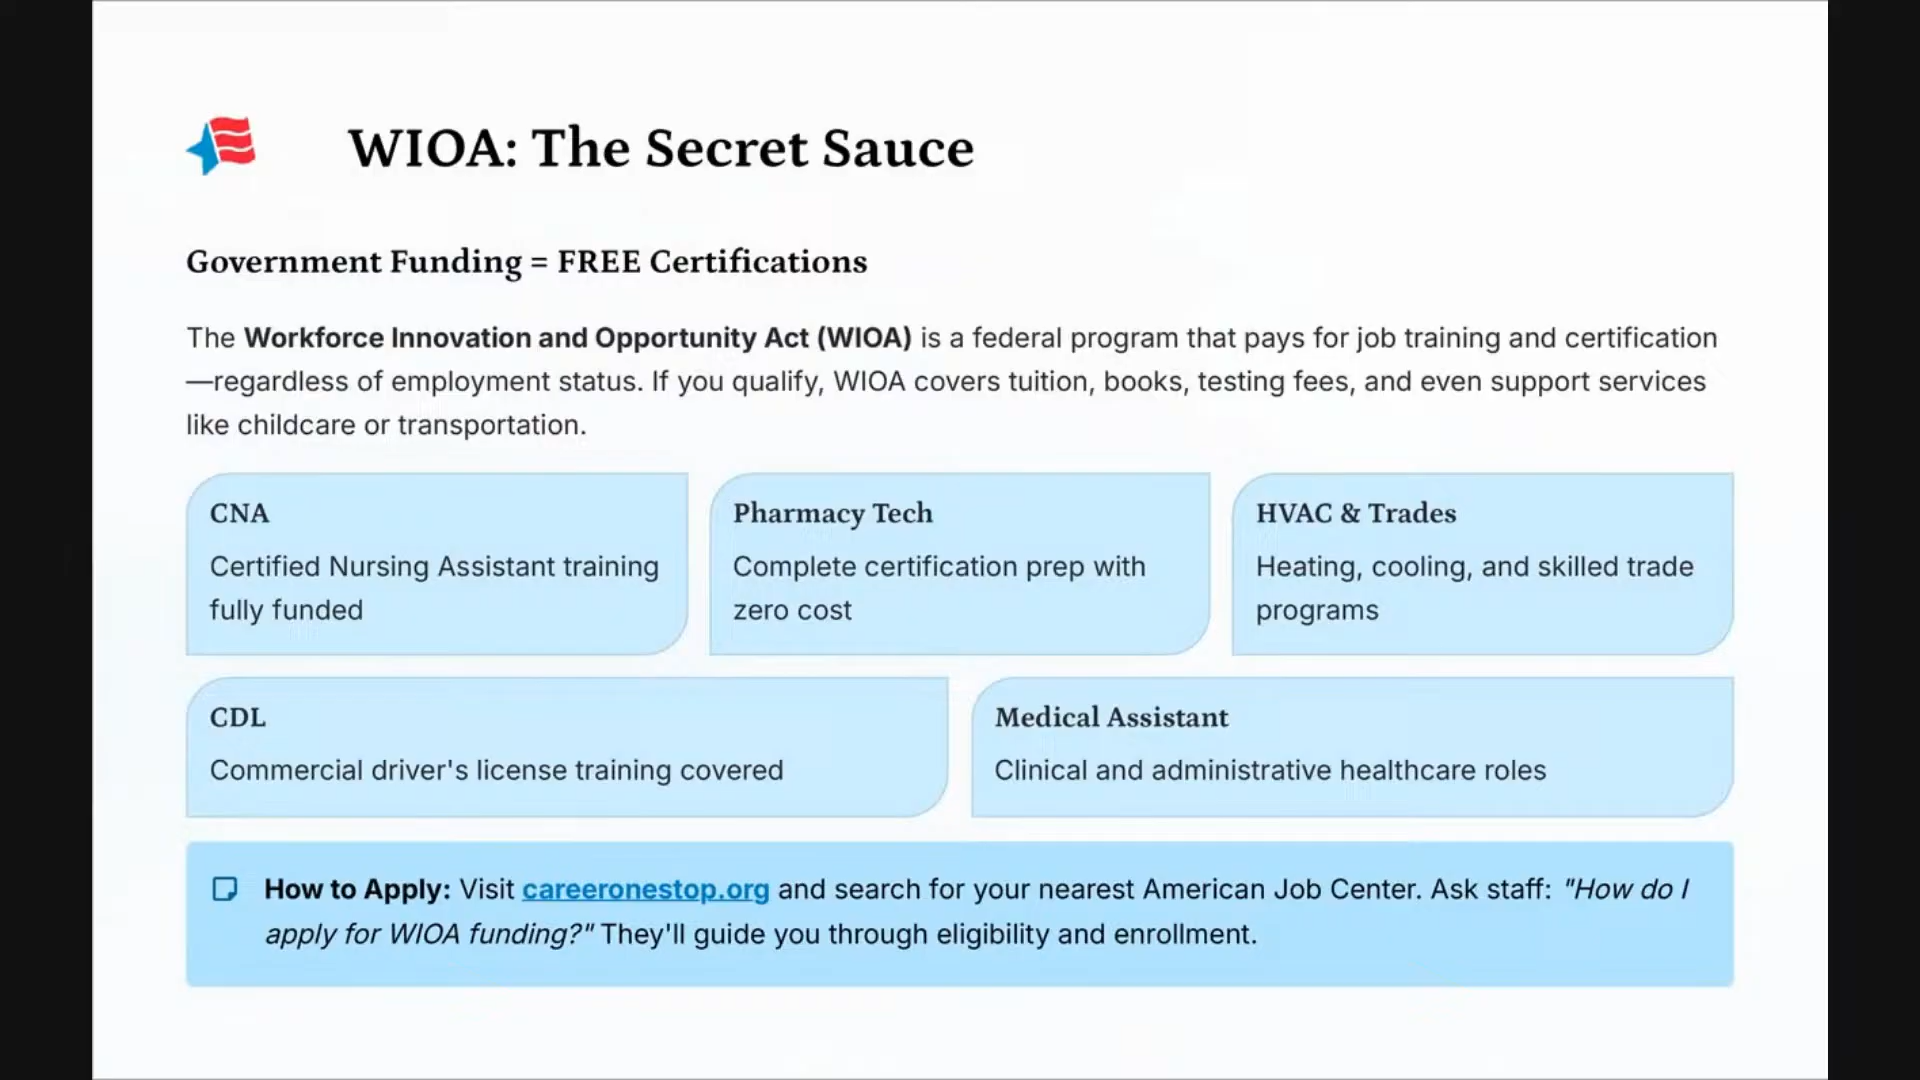 WIOA: The Secret Sauce
Government Funding = FREE Certifications
The Workforce Innovation and Opportunity Act (WIOA) is a federal program that pays for job training and certification
—regardless of employment status. If you qualify, WIOA covers tuition, books, testing fees, and even support services
like childcare or transportation.
CNA
Certified Nursing Assistant training
fully funded
Pharmacy Tech
Complete certification prep with
zero cost
HVAC & Trades
Heating, cooling, and skilled trade
programs
CDL
Commercial driver's license training covered
Medical Assistant
Clinical and administrative healthcare roles
How to Apply: Visit careeronestop.org and search for your nearest American Job Center. Ask staff: "How do I
apply for WIOA funding?" They'll guide you through eligibility and enrollment.